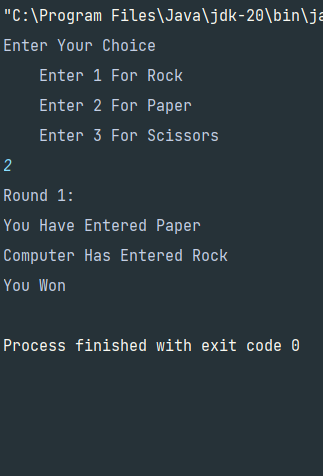 "C:\Program Files\Java\jdk-20\bin\ja
Enter Your Choice
    Enter 1 For Rock
    Enter 2 For Paper
    Enter 3 For Scissors
2
Round 1:
You Have Entered Paper
Computer Has Entered Rock
You Won
Process finished with exit code 0